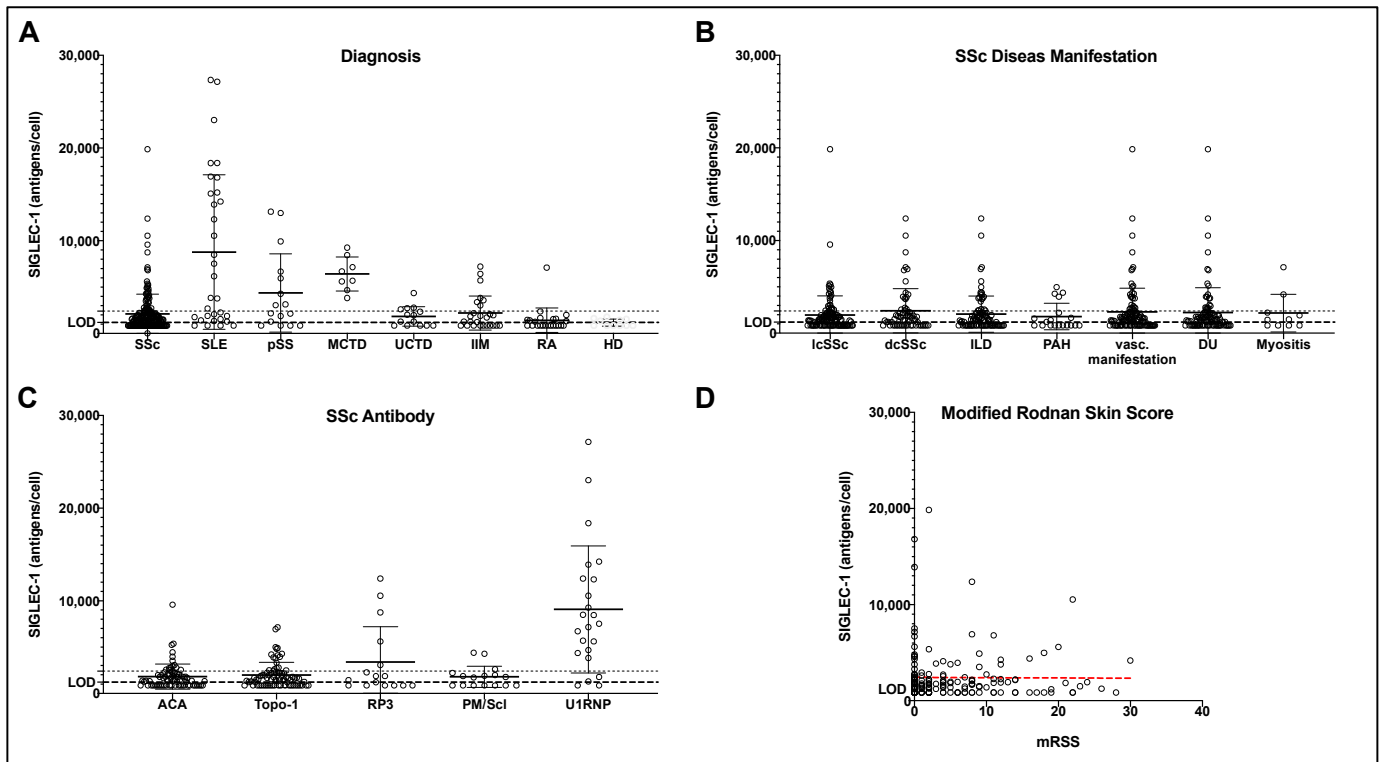 A
Diagnosis
SIGLEC-1 (antigens/cell)
30,000
20,000
10,000
LOD
0
SSc SLE pSS MCTD UCTD IIM RA HD
B
SSc Diseas Manifestation
SIGLEC-1 (antigens/cell)
30,000
20,000
10,000
LOD
0
lcSSc dcSSc ILD PAH vasc. DU Myositis
manifestation
C
SSc Antibody
SIGLEC-1 (antigens/cell)
30,000
20,000
10,000
LOD
0
ACA Topo-1 RP3 PM/Scl U1RNP
D
Modified Rodnan Skin Score
SIGLEC-1 (antigens/cell)
30,000
20,000
10,000
LOD
0
0 10 20 30 40
mRSS